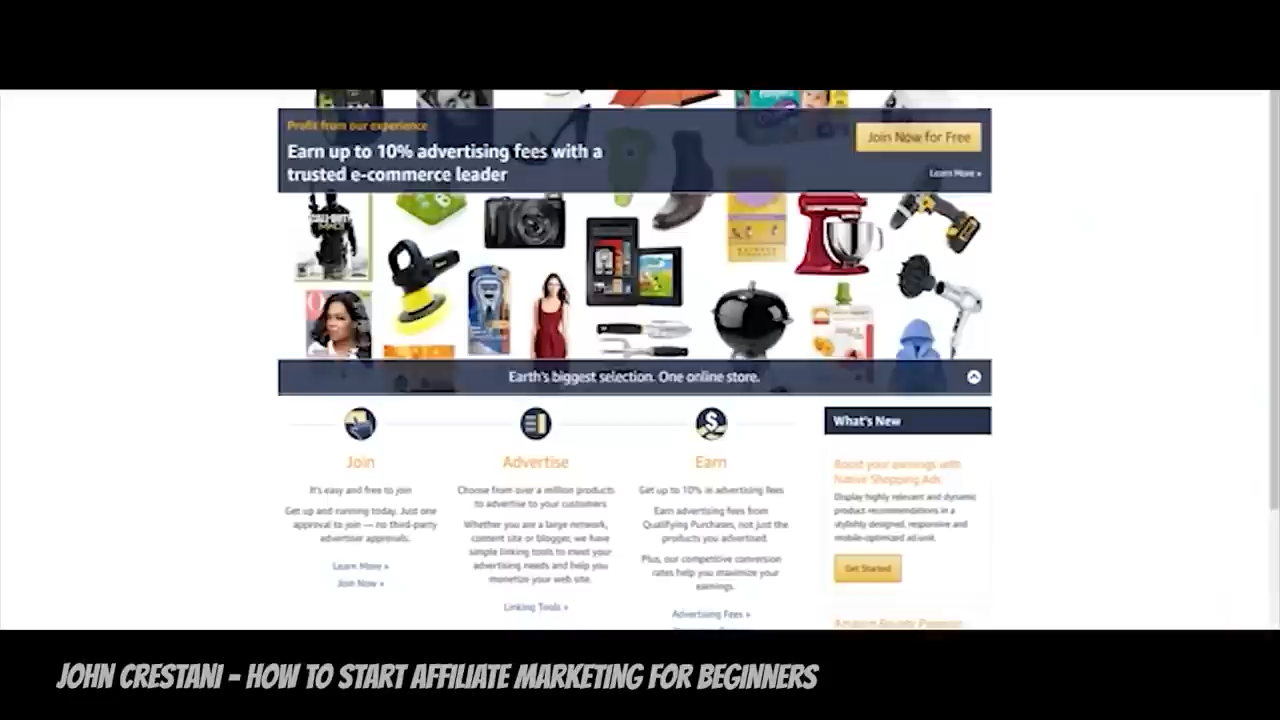 Profit from our experience
Earn up to 10% advertising fees with a
trusted e-commerce leader
Join Now for Free
Learn More »
CALL OF DUTY
MW3
O
Earth's biggest selection. One online store.
Join
It's easy and free to join
Get up and running today. Just one
approval to join — no third-party
advertiser approvals.
Learn More »
Join Now »
Advertise
Choose from over a million products
to advertise to your customers
Whether you are a large network,
content site or blogger, we have
simple linking tools to meet your
advertising needs and help you
monetize your web site.
Linking Tools »
Earn
Get up to 10% in advertising fees
Earn advertising fees from
Qualifying Purchases, not just the
products you advertised.
Plus, our competitive conversion
rates help you maximize your
earnings.
Advertising Fees »
What's New
Boost your earnings with
Native Shopping Ads
Display highly relevant and dynamic
product recommendations in a
stylishly designed, responsive and
mobile-optimized ad unit.
Get Started
Amazon Bounty Program
JOHN CRESTANI - HOW TO START AFFILIATE MARKETING FOR BEGINNERS